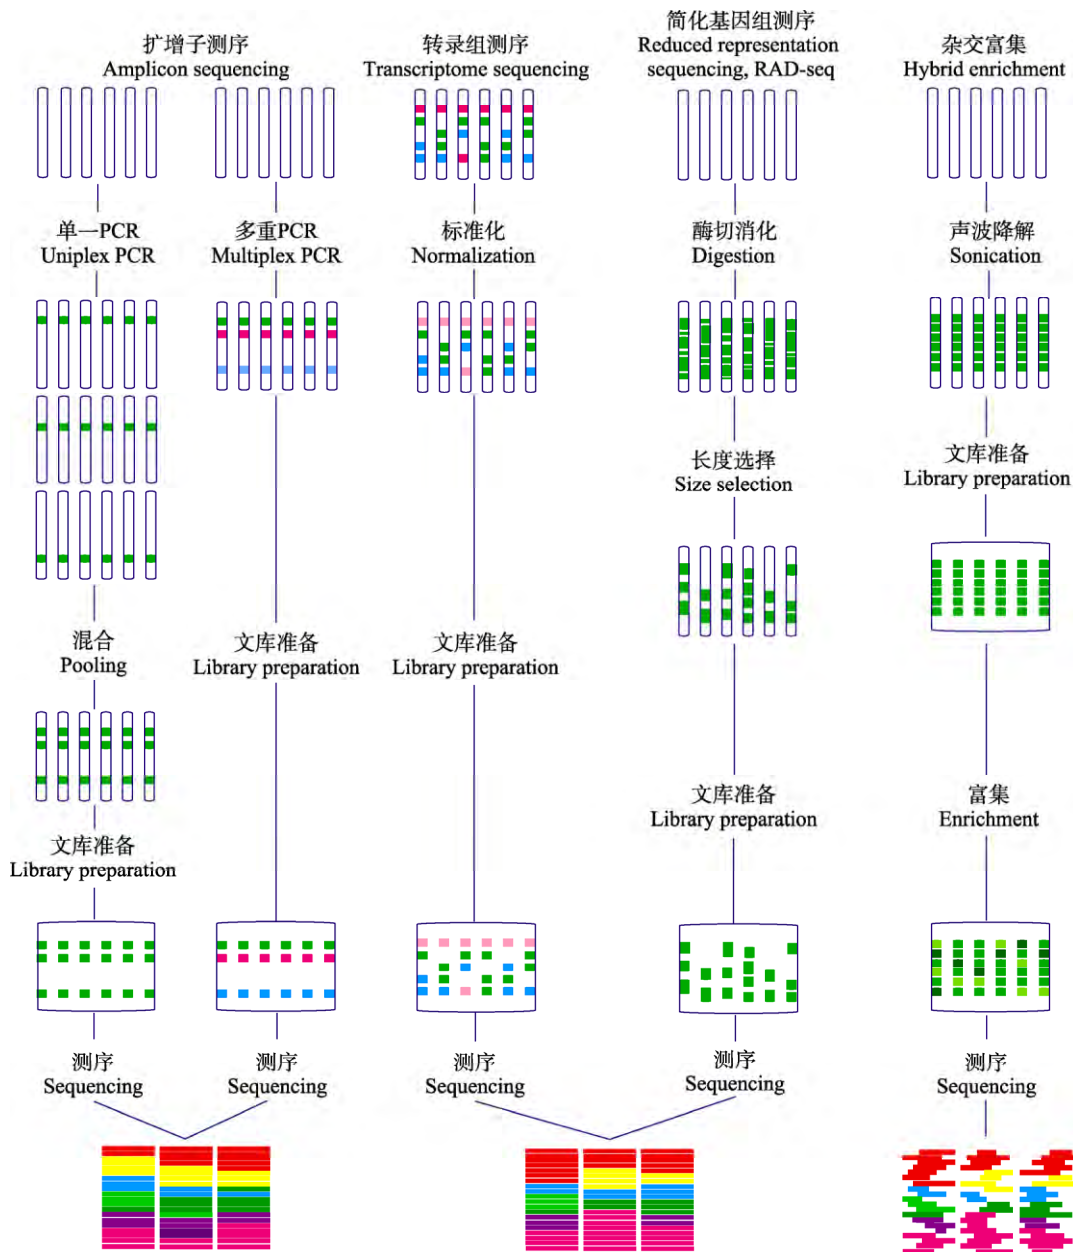 扩增子测序
Amplicon sequencing
转录组测序
Transcriptome sequencing
简化基因组测序
Reduced representation
sequencing, RAD-seq
杂交富集
Hybrid enrichment
单一PCR
Uniplex PCR
多重PCR
Multiplex PCR
标准化
Normalization
酶切消化
Digestion
声波降解
Sonication
长度选择
Size selection
文库准备
Library preparation
混合
Pooling
文库准备
Library preparation
文库准备
Library preparation
文库准备
Library preparation
富集
Enrichment
文库准备
Library preparation
测序
Sequencing
测序
Sequencing
测序
Sequencing
测序
Sequencing
测序
Sequencing